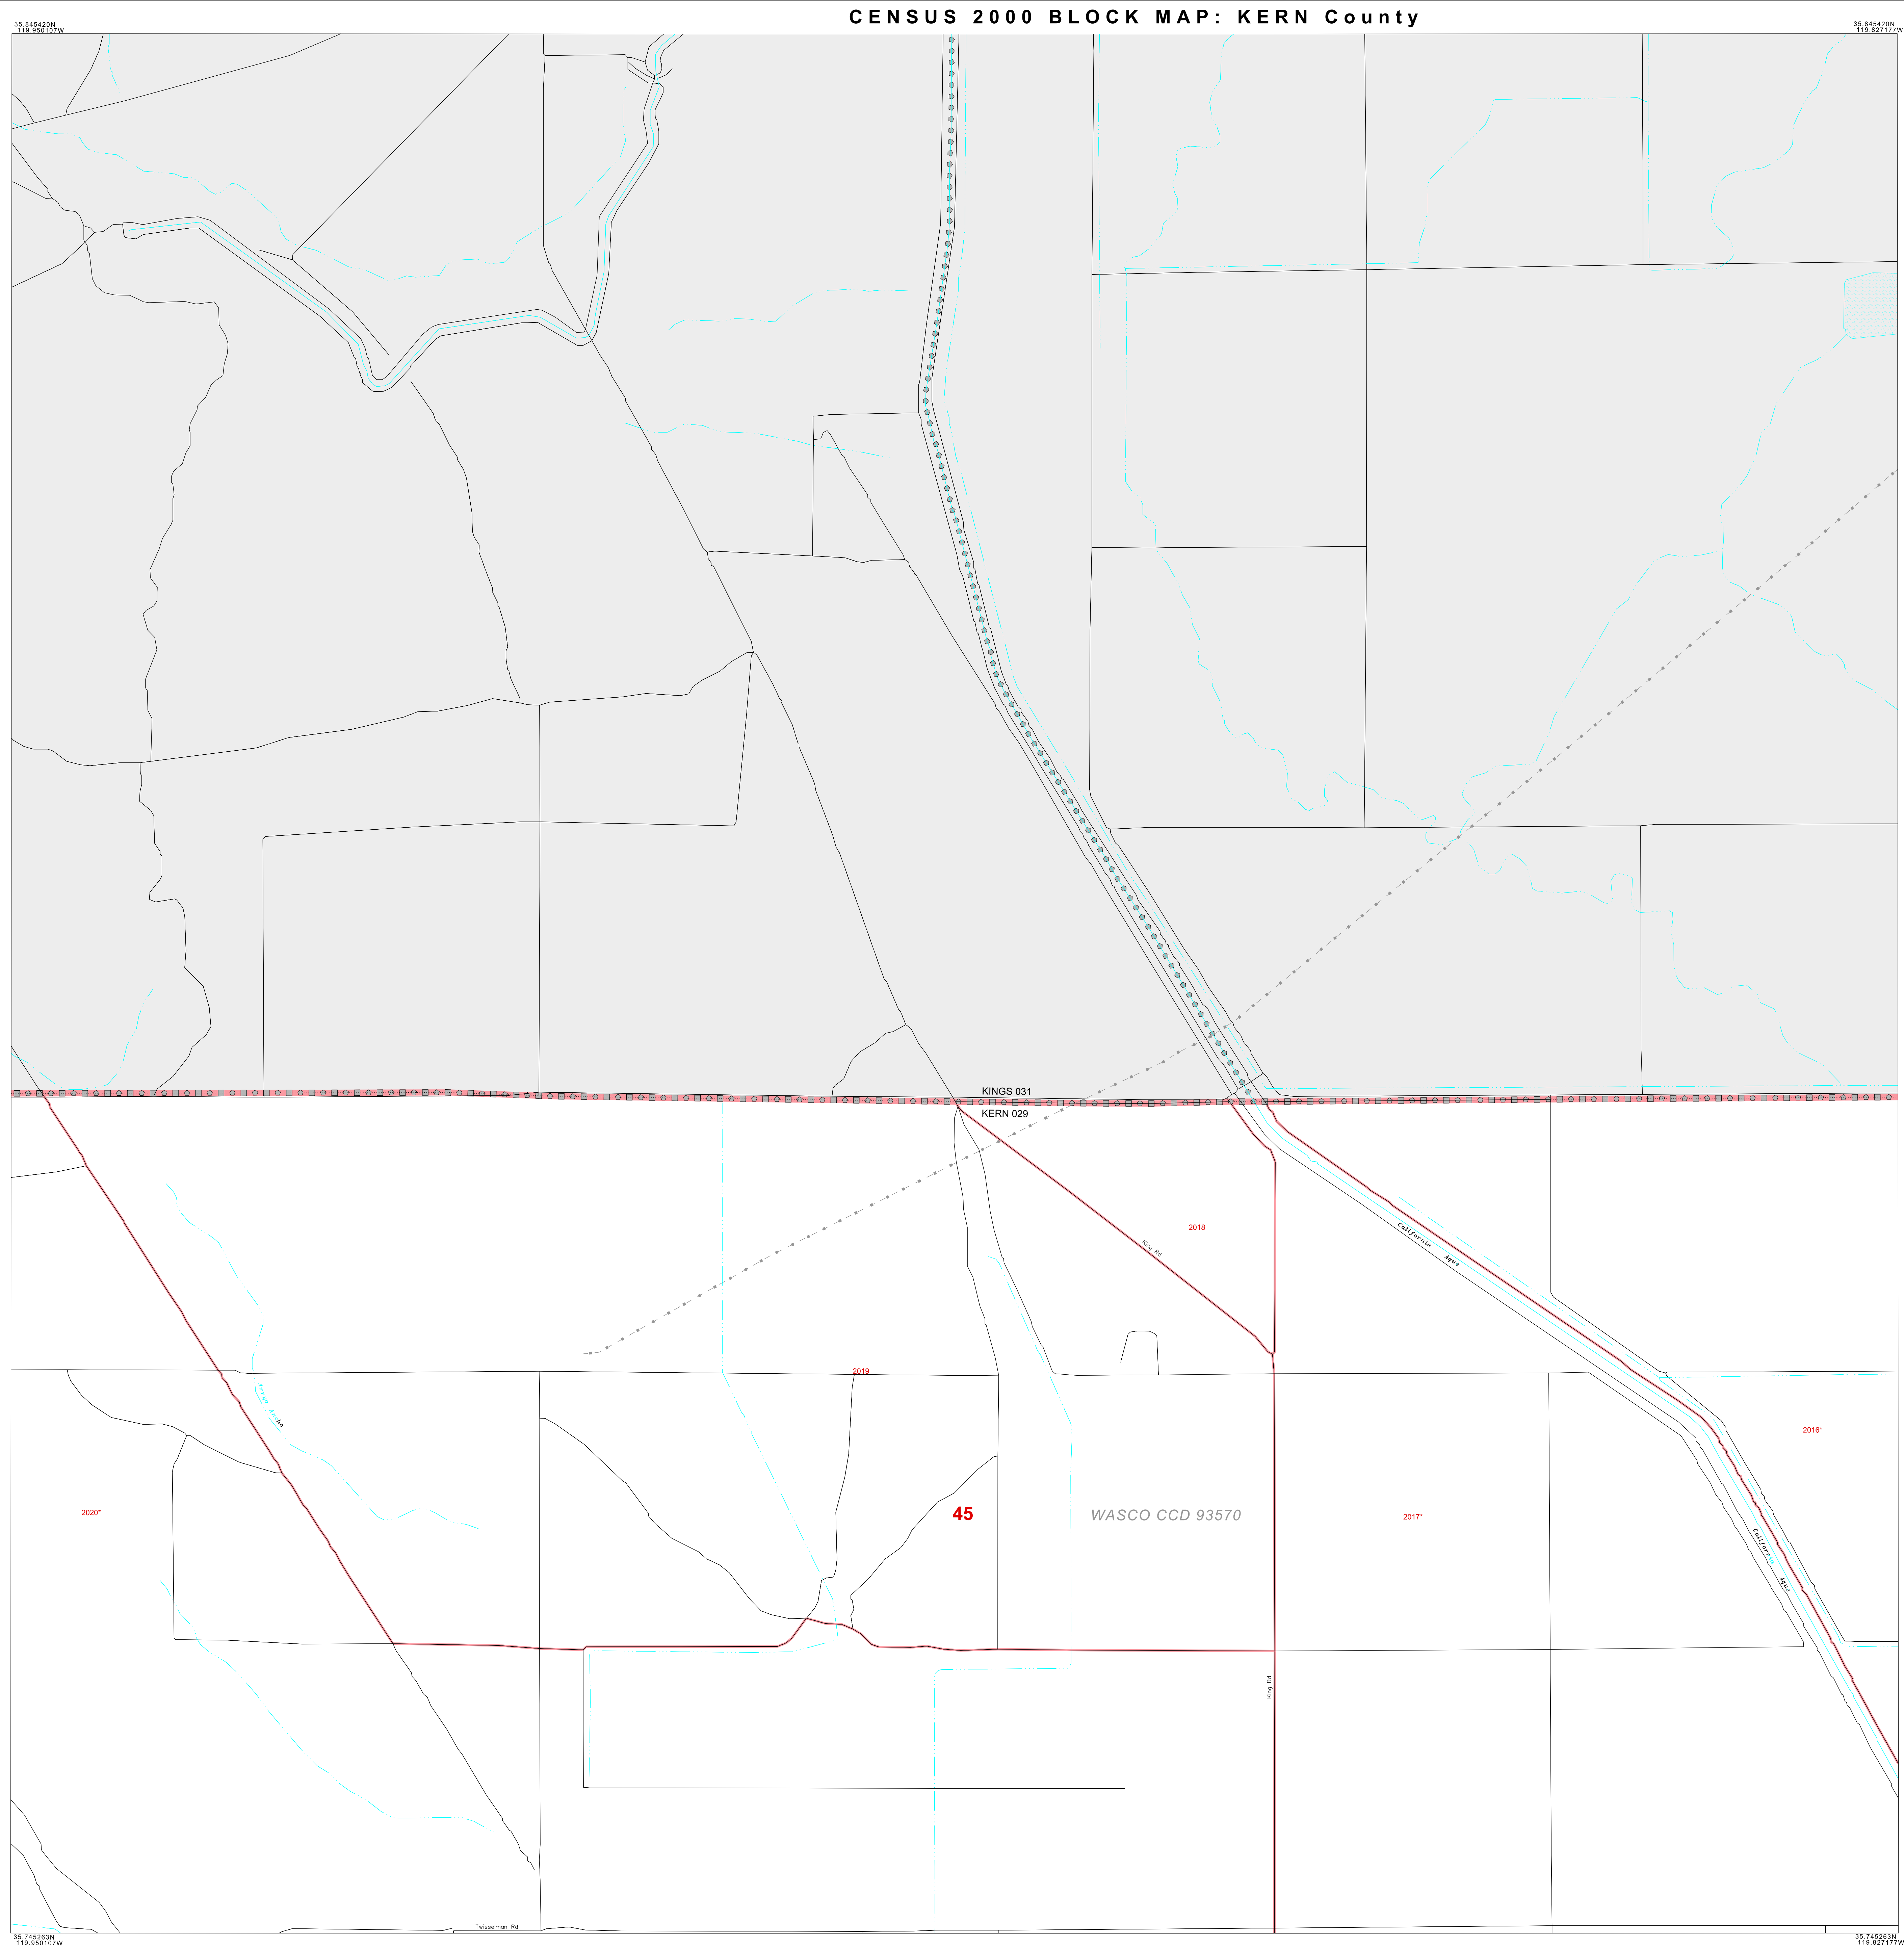 CENSUS 2000 BLOCK MAP: KERN County
35.845420N
119.950107W
35.845420N
119.827177W
KINGS 031
KERN 029
2018
King Rd
California Aque
2019
2016*
2020*
45
WASCO CCD 93570
2017*
California Aque
King Rd
Twisselman Rd
35.745263N
119.950107W
35.745263N
119.827177W